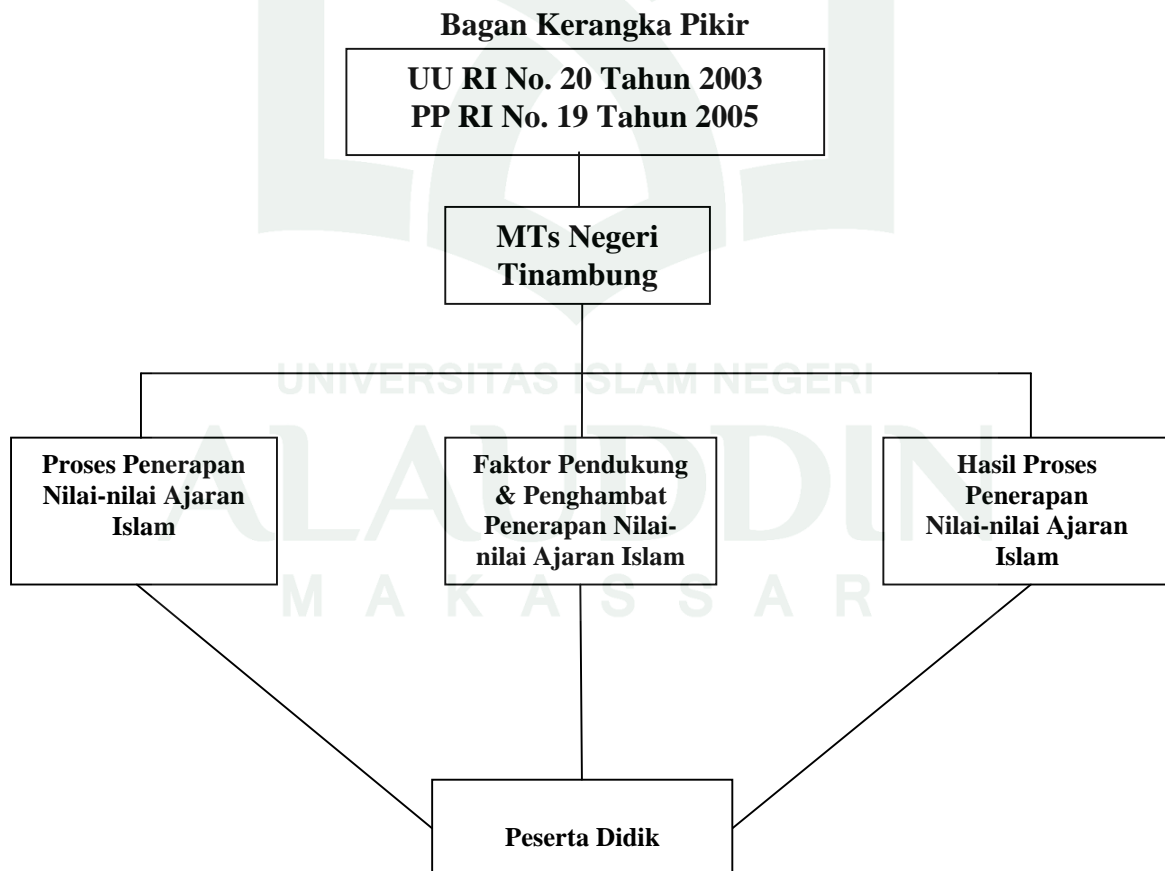 Bagan Kerangka Pikir
UU RI No. 20 Tahun 2003
PP RI No. 19 Tahun 2005
MTs Negeri
Tinambung
UNIVERSITAS ISLAM NEGERI
ALAUDDIN
MAKASSAR
Proses Penerapan
Nilai-nilai Ajaran
Islam
Faktor Pendukung
& Penghambat
Penerapan Nilai-
nilai Ajaran Islam
Hasil Proses
Penerapan
Nilai-nilai Ajaran
Islam
Peserta Didik